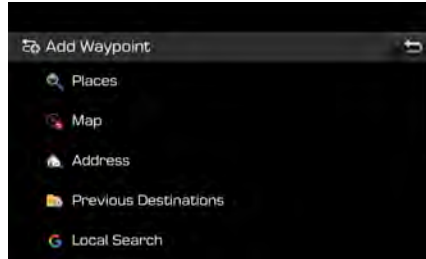 Add Waypoint
Places
Map
Address
Previous Destinations
Local Search